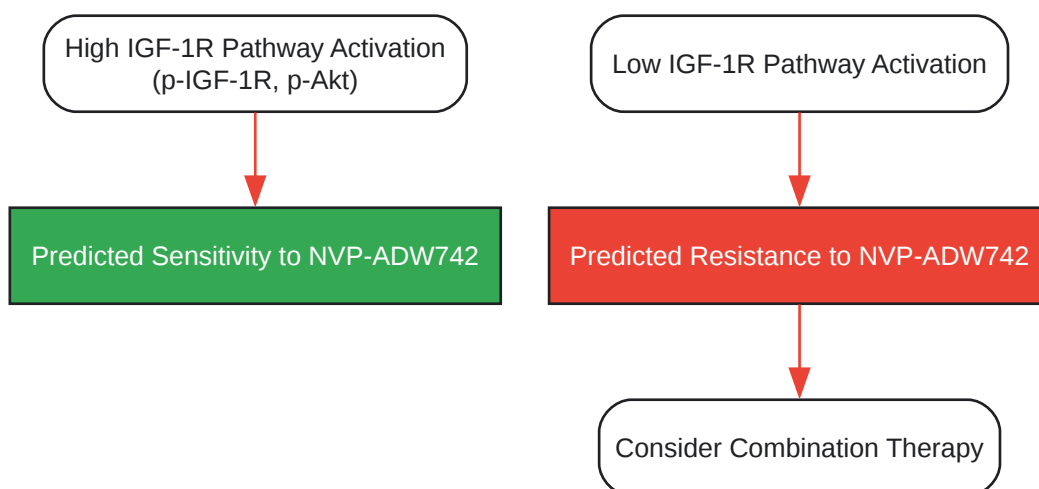 High IGF-1R Pathway Activation
(p-IGF-1R, p-Akt)
Low IGF-1R Pathway Activation
Predicted Sensitivity to NVP-ADW742
Predicted Resistance to NVP-ADW742
Consider Combination Therapy